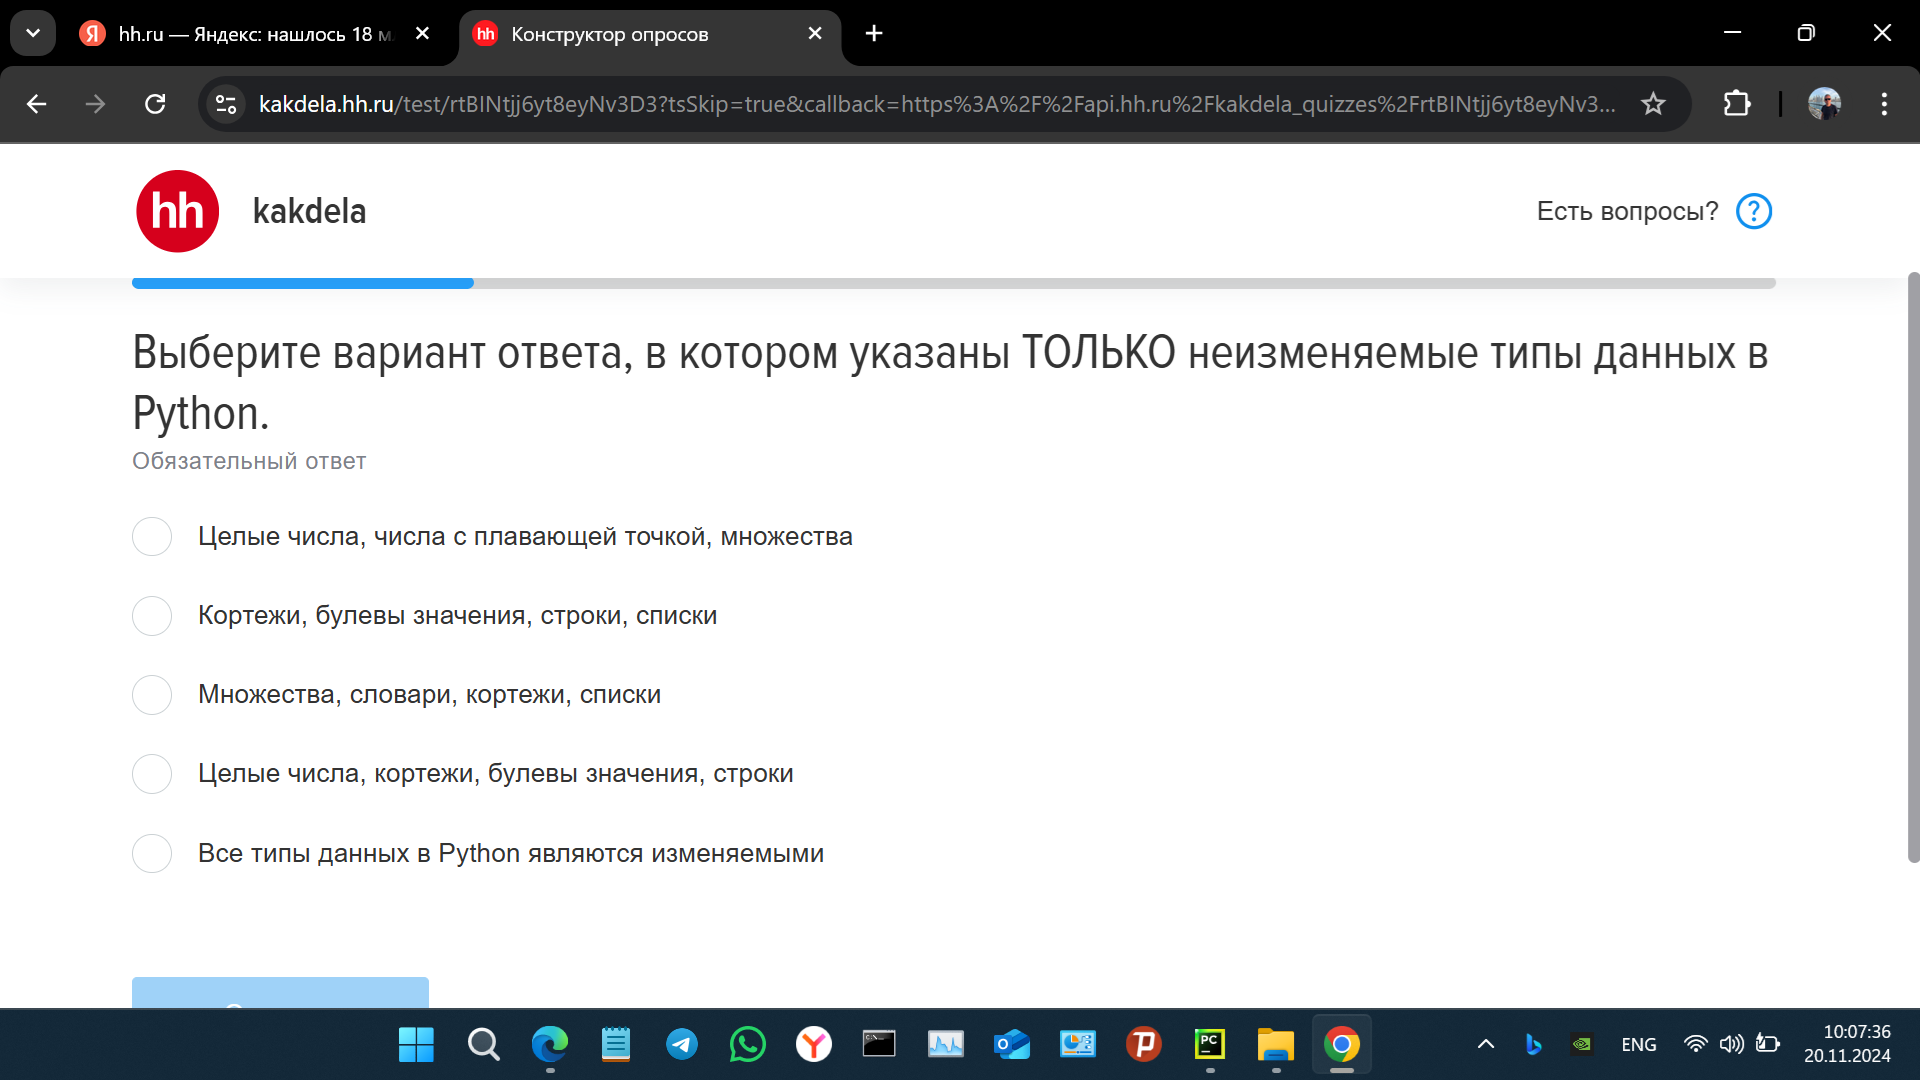 hh.ru — Яндекс: нашлось 18 м
Конструктор опросов
kakdela.hh.ru/test/rtBINtjj6yt8eyNv3D3?tsSkip=true&callback=https%3A%2F%2Fapi.hh.ru%2Fkakdela_quizzes%2FrtBINtjj6yt8eyNv3...
hh kakdela
Есть вопросы? ?
Выберите вариант ответа, в котором указаны ТОЛЬКО неизменяемые типы данных в
Python.
Обязательный ответ
Целые числа, числа с плавающей точкой, множества
Кортежи, булевы значения, строки, списки
Множества, словари, кортежи, списки
Целые числа, кортежи, булевы значения, строки
Все типы данных в Python являются изменяемыми
ENG
10:07:36
20.11.2024